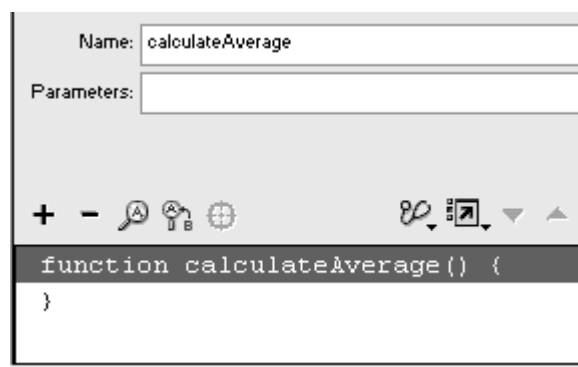 Name: calculateAverage
Parameters:
function calculateAverage() {
}